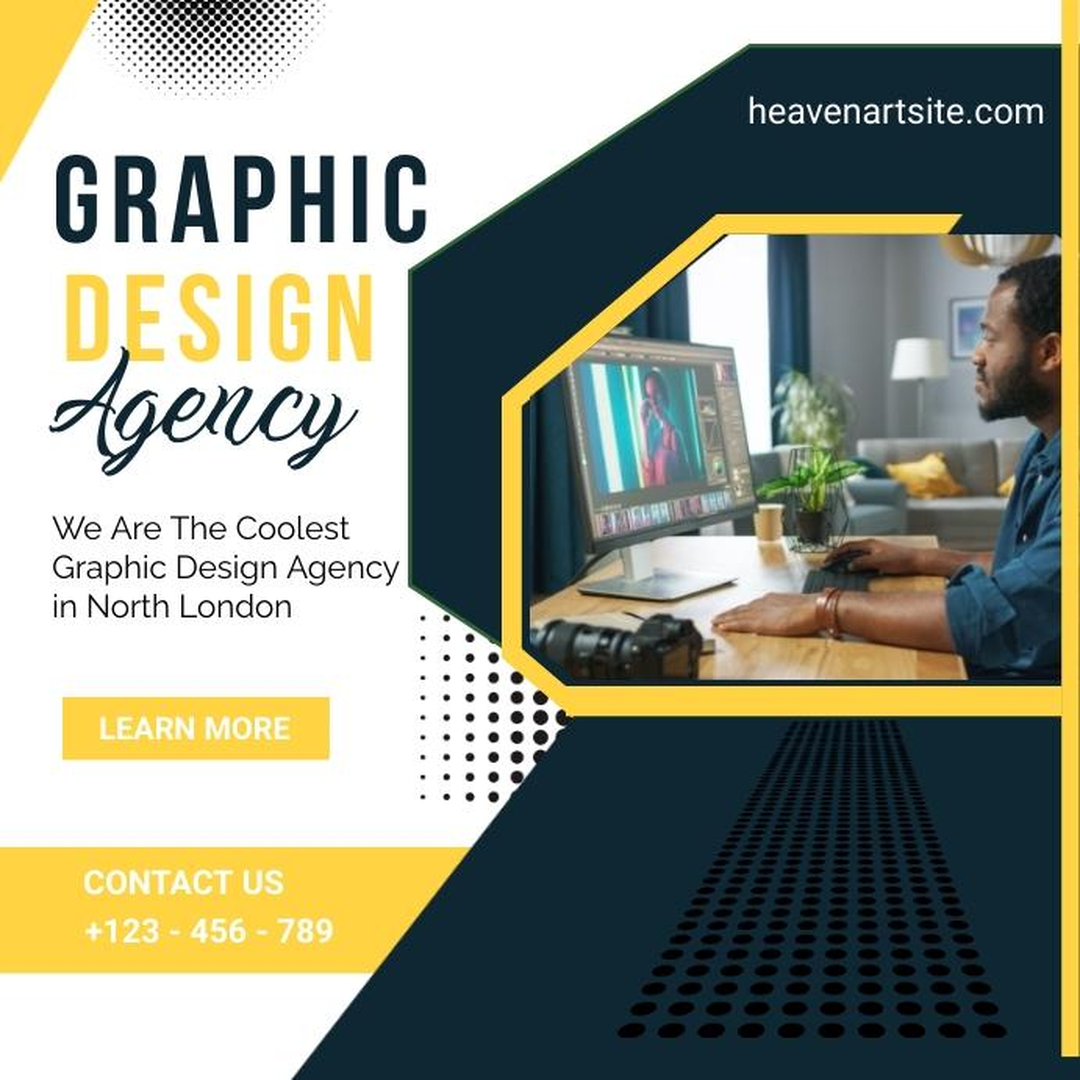 heavenartsite.com
GRAPHIC
DESIGN
Agency
We Are The Coolest
Graphic Design Agency
in North London
LEARN MORE
CONTACT US
+123 - 456 - 789